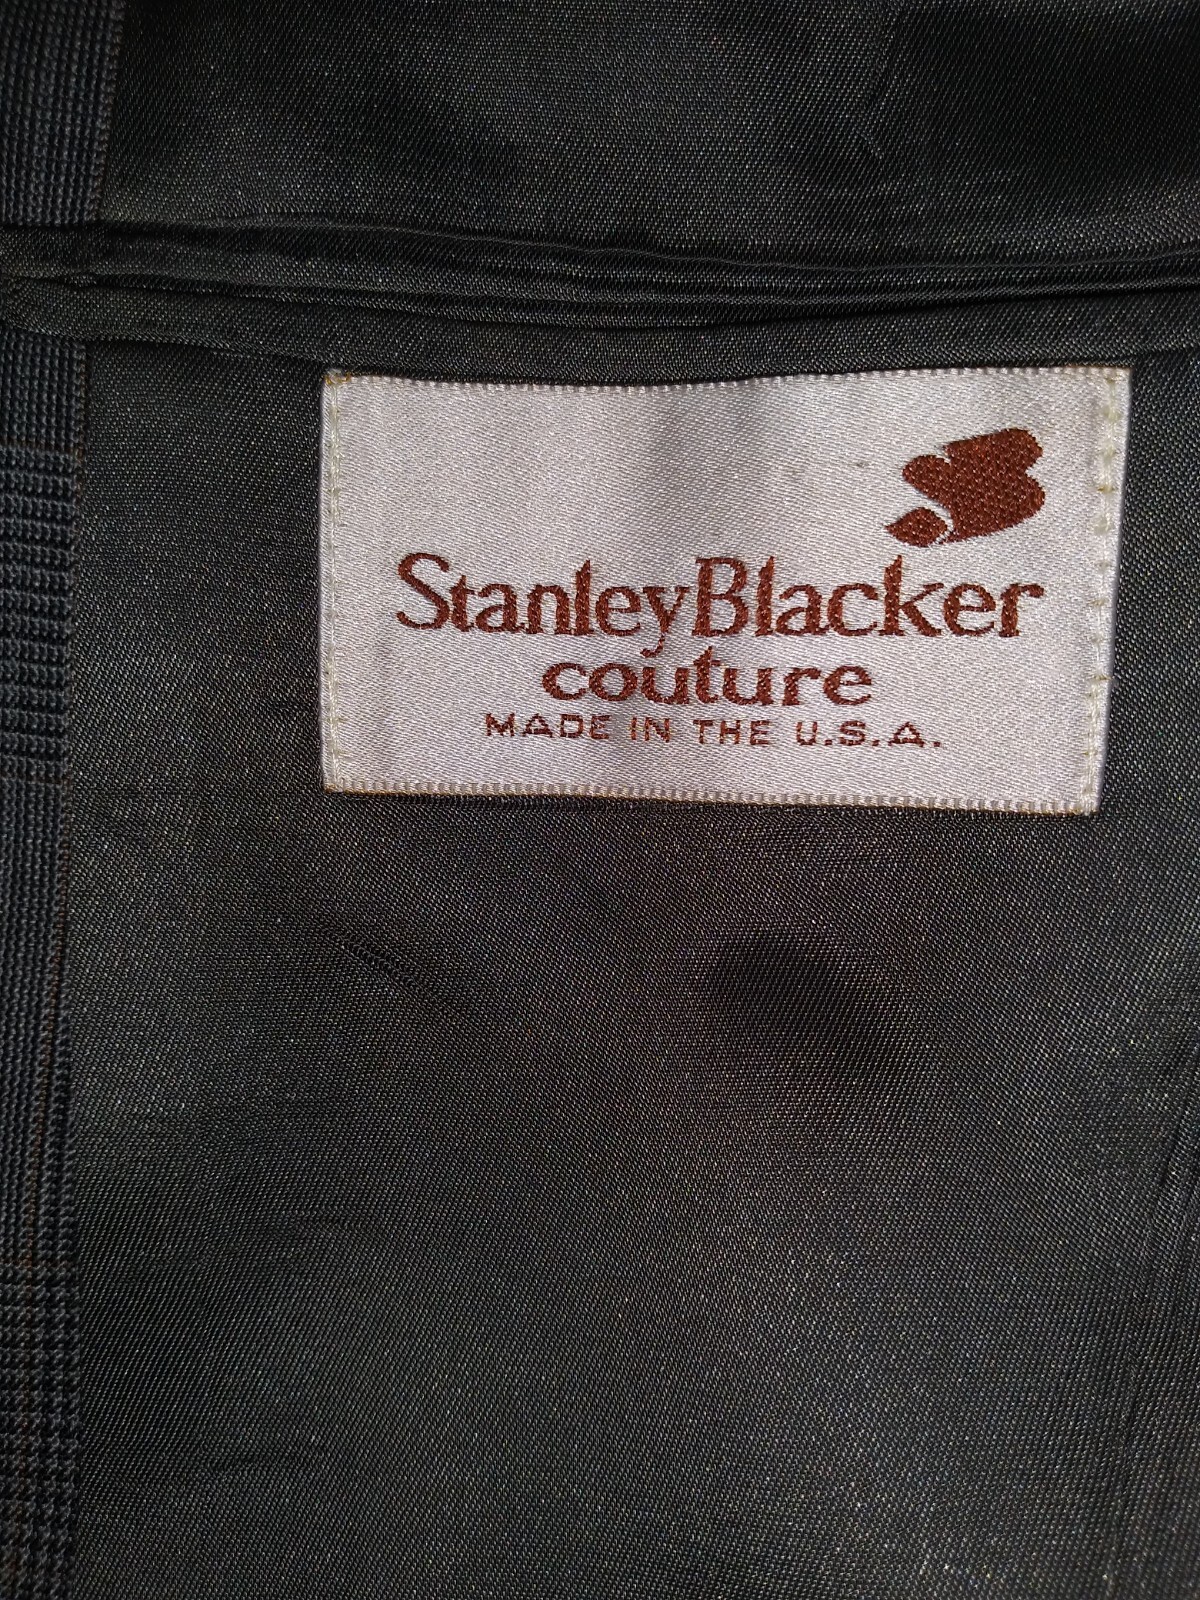 StanleyBlacker
couture
MADE IN THE U.S.A.